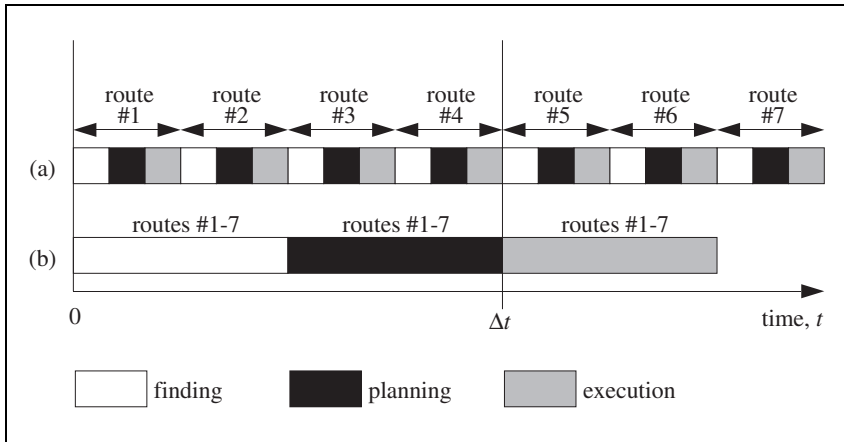 route #1
route #2
route #3
route #4
route #5
route #6
route #7
(a)
routes #1-7 routes #1-7 routes #1-7
(b)
0 Δt time, t
finding planning execution